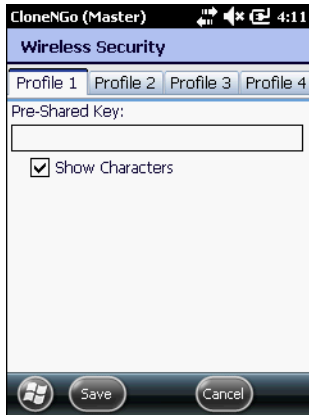 CloneNGo (Master) 4:11
Wireless Security
Profile 1 Profile 2 Profile 3 Profile 4
Pre-Shared Key:
Show Characters
Save Cancel